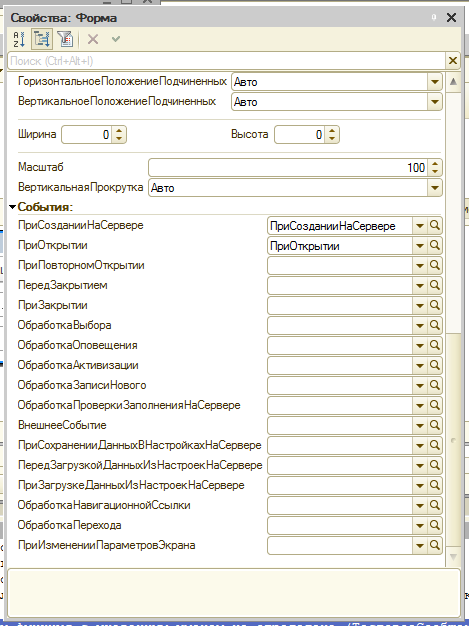 Свойства: Форма
Поиск (Ctrl+Alt+I)
ГоризонтальноеПоложениеПодчиненных Авто
ВертикальноеПоложениеПодчиненных Авто
Ширина 0 Высота 0
Масштаб 100
ВертикальнаяПрокрутка Авто
События:
ПриСозданииНаСервере ПриСозданииНаСервере
ПриОткрытии ПриОткрытии
ПриПовторномОткрытии
ПередЗакрытием
ПриЗакрытии
ОбработкаВыбора
ОбработкаОповещения
ОбработкаАктивизации
ОбработкаЗаписиНового
ОбработкаПроверкиЗаполненияНаСервере
ВнешнееСобытие
ПриСохраненииДанныхВНастройкахНаСервере
ПередЗагрузкойДанныхИзНастроекНаСервере
ПриЗагрузкеДанныхИзНастроекНаСервере
ОбработкаНавигационнойСсылки
ОбработкаПерехода
ПриИзмененииПараметровЭкрана